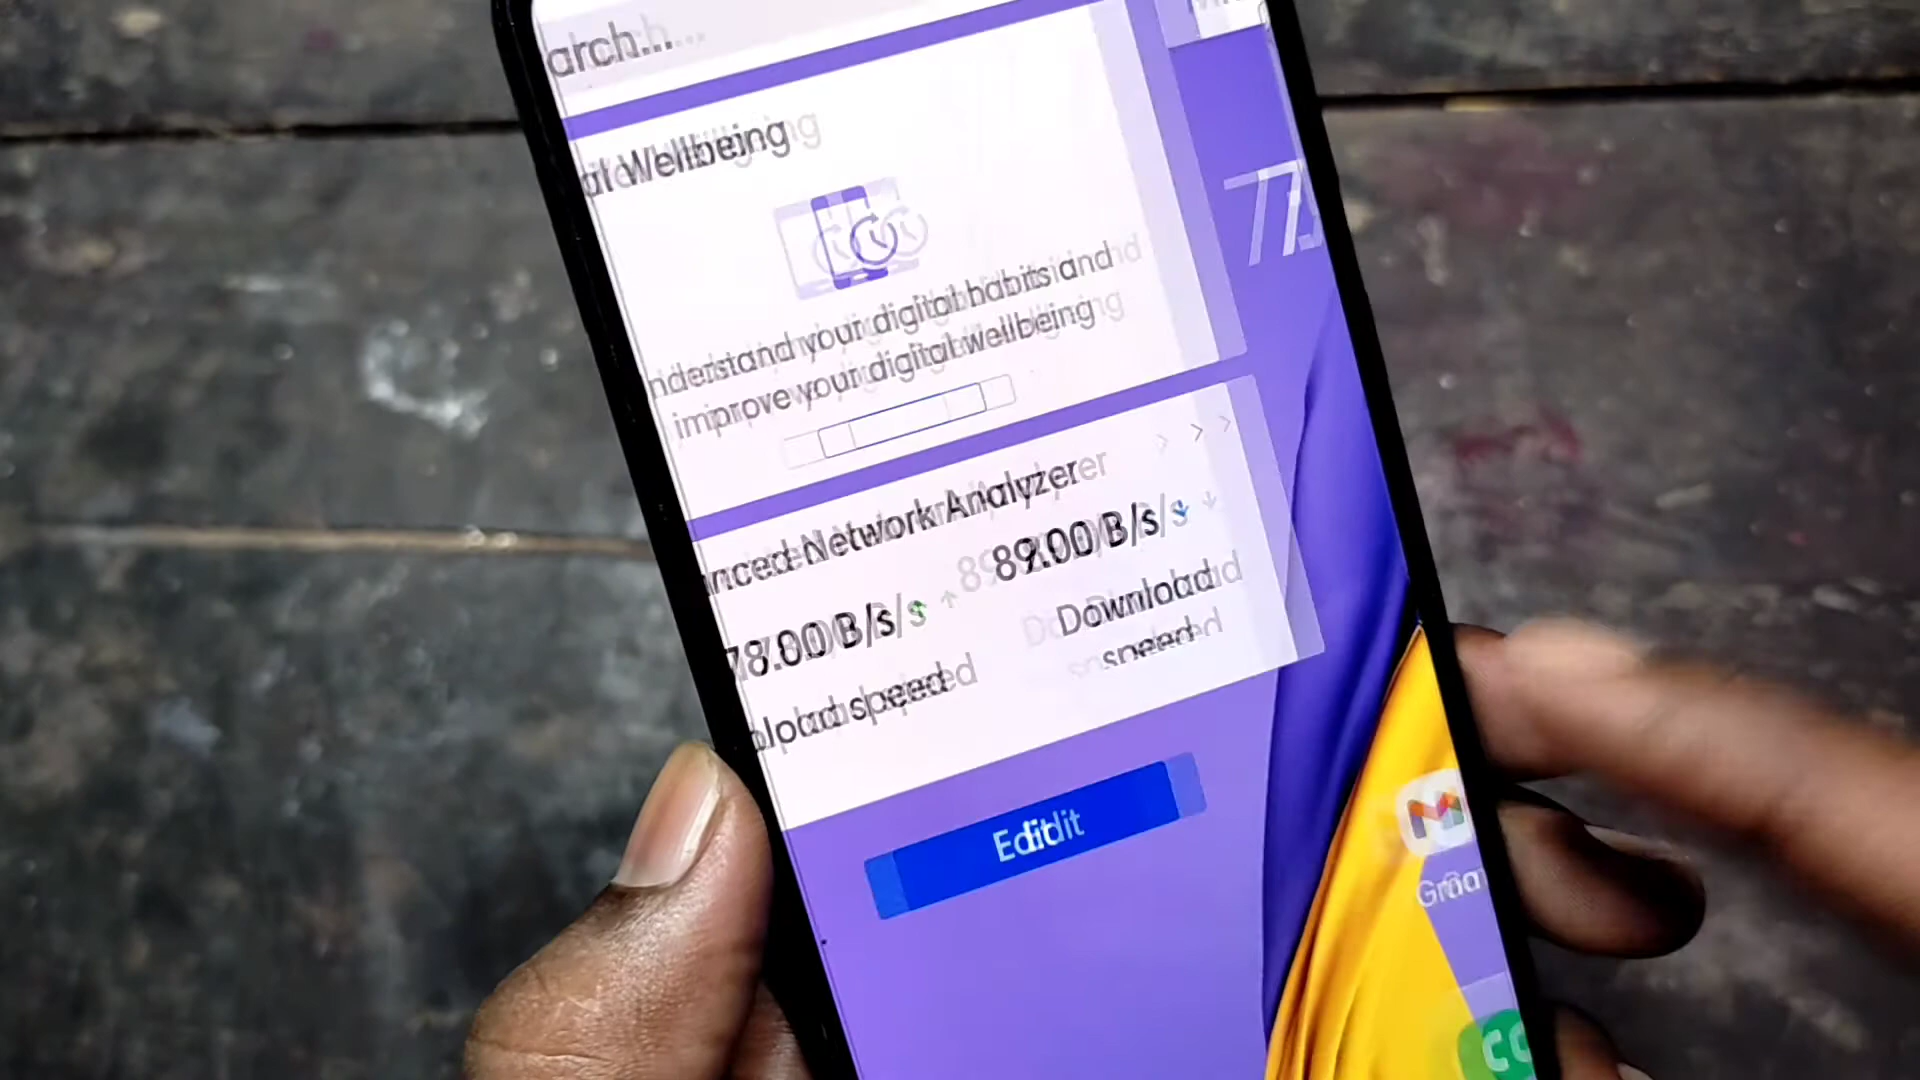 arch...
al Wellbeing
nderstand your digital habits and
improve your digital wellbeing
nced Network Analyzer
78.00 B/s
89.00 B/s
load speed
Download
speed
Edit